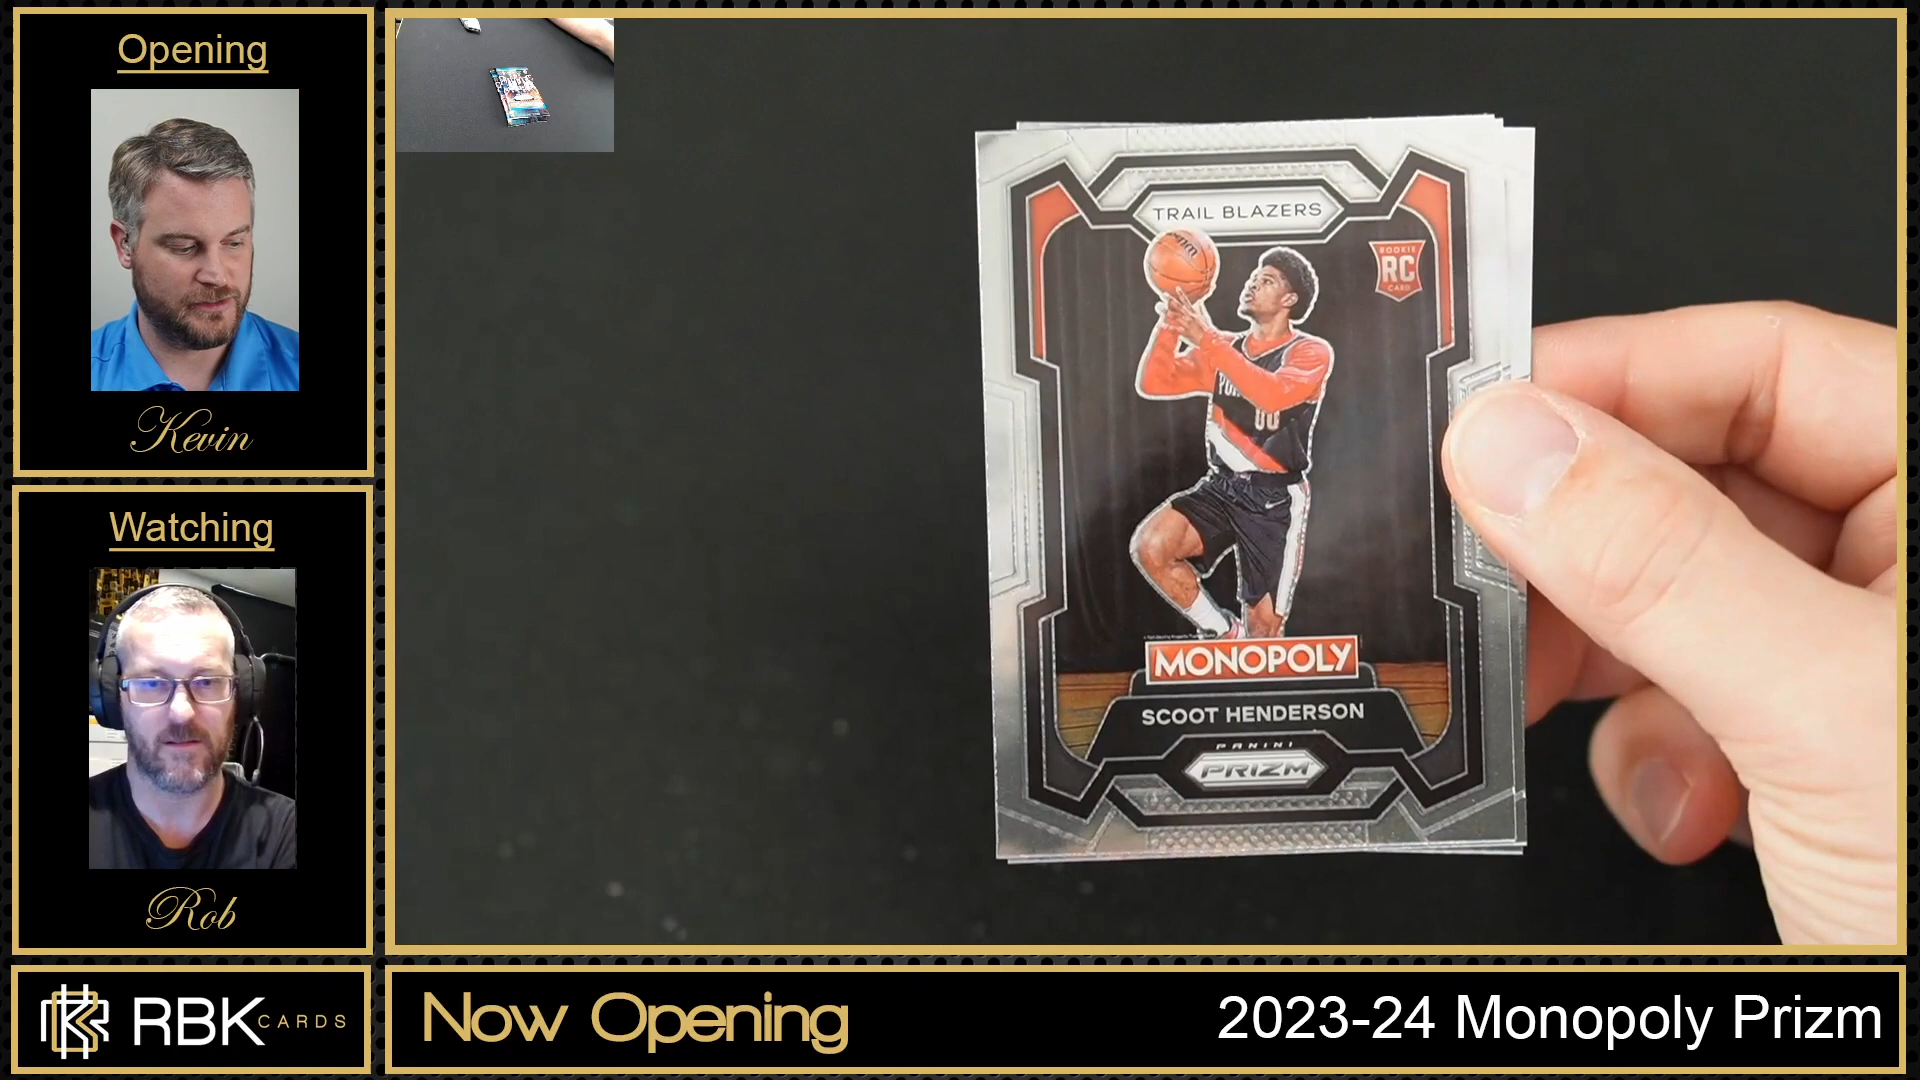 Opening
Kevin
Watching
Rob
RBK CARDS
TRAIL BLAZERS
ROOKIE
RC
CARD
00
MONOPOLY
SCOOT HENDERSON
PANINI
PRIZM
Now Opening
2023-24 Monopoly Prizm